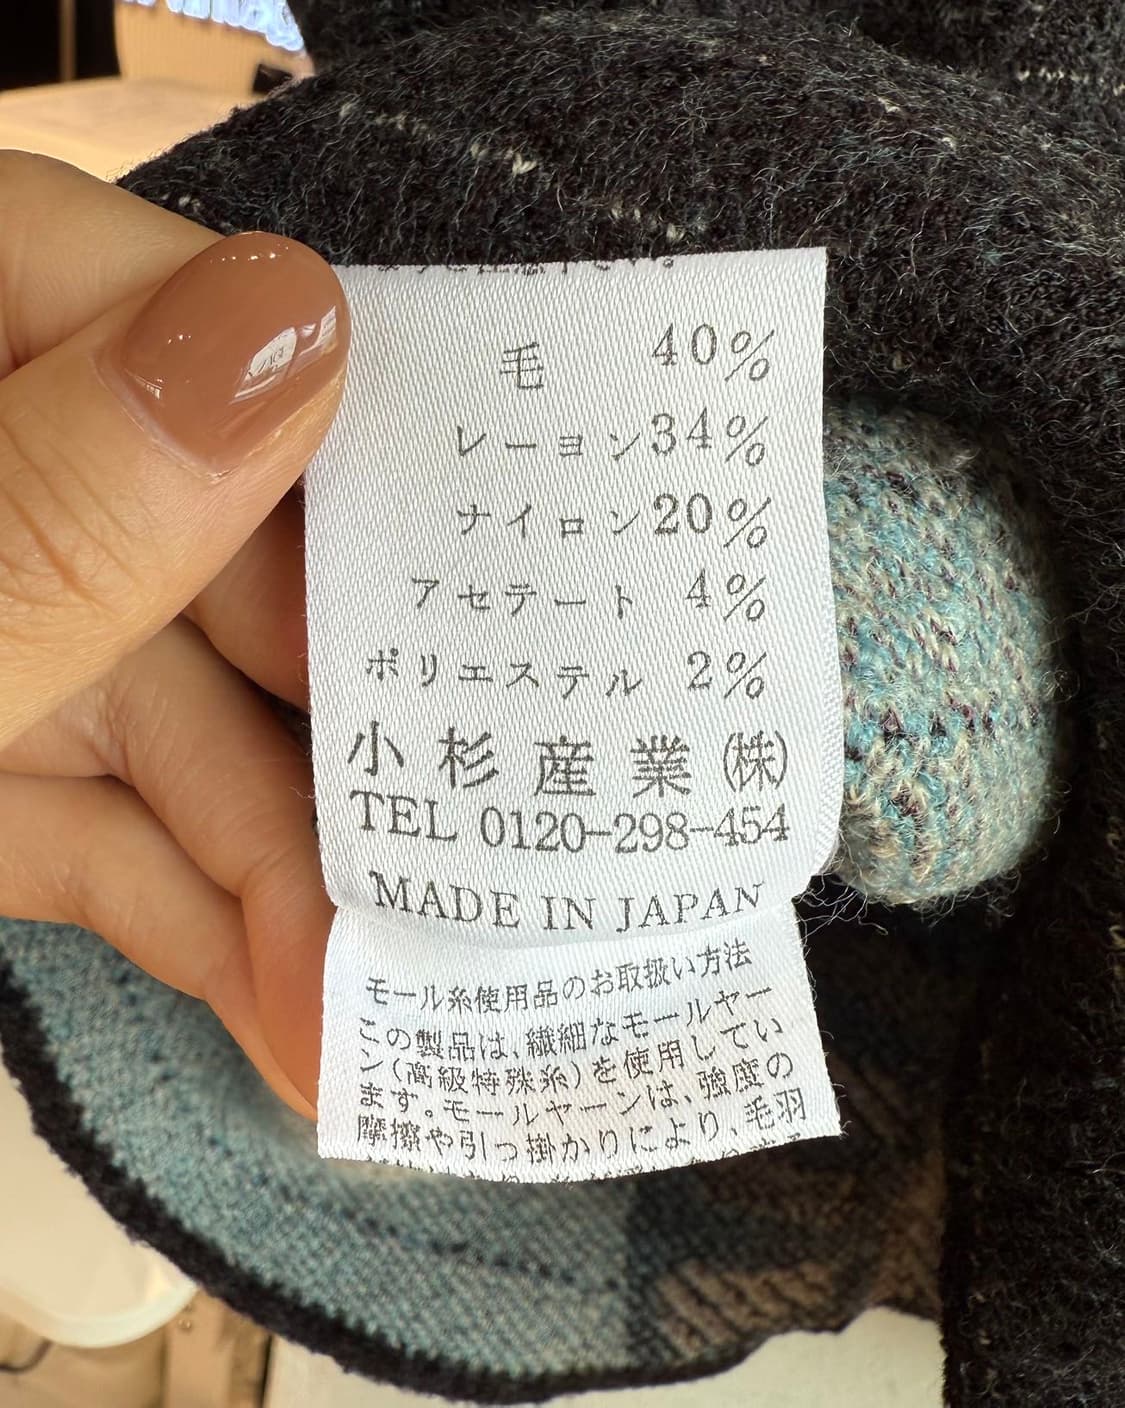 毛 40%
レーヨン34%
ナイロン20%
アセテート 4%
ポリエステル 2%
小杉産業(株)
TEL 0120-298-454
MADE IN JAPAN
モール糸使用品のお取扱い方法
この製品は、繊細なモールヤー
ン(高級特殊糸)を使用してい
ます。モールヤーンは、強度の
摩擦や引っ掛かりにより、毛羽